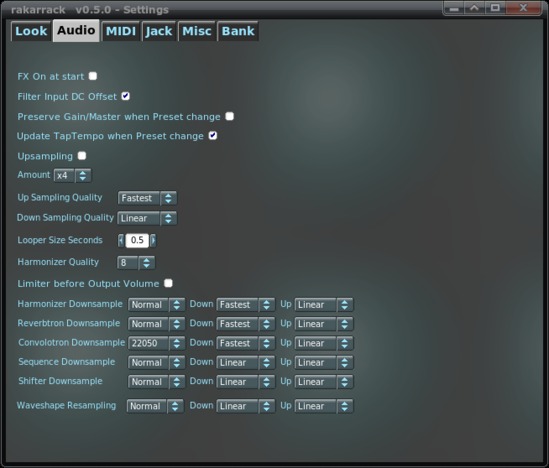 rakarrack v0.5.0 - Settings
Look Audio MIDI Jack Misc Bank
FX On at start
Filter Input DC Offset
Preserve Gain/Master when Preset change
Update TapTempo when Preset change
Upsampling
Amount x4
Up Sampling Quality Fastest
Down Sampling Quality Linear
Looper Size Seconds 0.5
Harmonizer Quality 8
Limiter before Output Volume
Harmonizer Downsample Normal Down Fastest Up Linear
Reverbtron Downsample Normal Down Fastest Up Linear
Convolotron Downsample 22050 Down Fastest Up Linear
Sequence Downsample Normal Down Linear Up Linear
Shifter Downsample Normal Down Linear Up Linear
Waveshape Resampling Normal Down Linear Up Linear